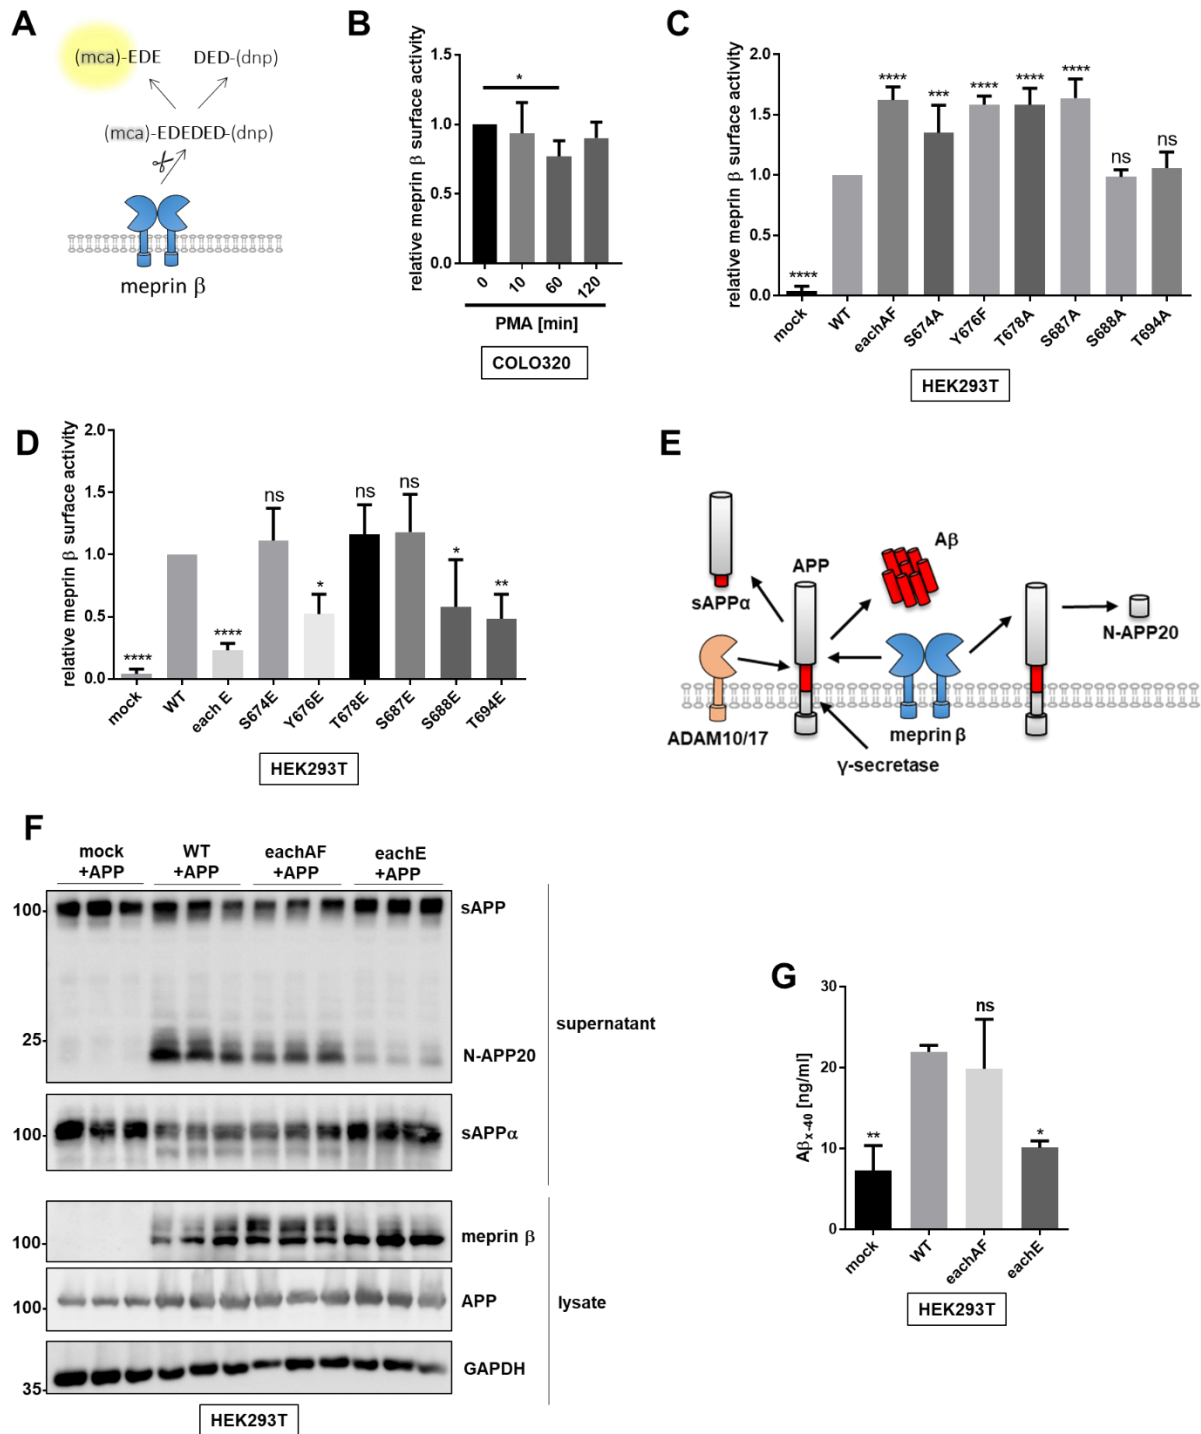 A
(mca)-EDE DED-(dnp)
(mca)-EDEDED-(dnp)
meprin β
B
relative meprin β surface activity
1.5
1.0
0.5
0.0
*
0 10 60 120
PMA [min]
COLO320
C
relative meprin β surface activity
2.0
1.5
1.0
0.5
0.0
**** **** *** **** **** **** ns ns
mock WT eachAF S674A Y676F T678A S687A S688A T694A
HEK293T
D
relative meprin β surface activity
2.0
1.5
1.0
0.5
0.0
**** **** ns * ns ns * **
mock WT each E S674E Y676E T678E S687E S688E T694E
HEK293T
E
sAPPα
APP
Aβ
N-APP20
ADAM10/17
meprin β
γ-secretase
F
mock WT eachAF eachE
+APP +APP +APP +APP
100 sAPP
25
N-APP20
supernatant
100 sAPPα
100 meprin β
100 APP
lysate
35 GAPDH
HEK293T
G
Aβx-40 [ng/ml]
30
20
10
0
** ns *
mock WT eachAF eachE
HEK293T